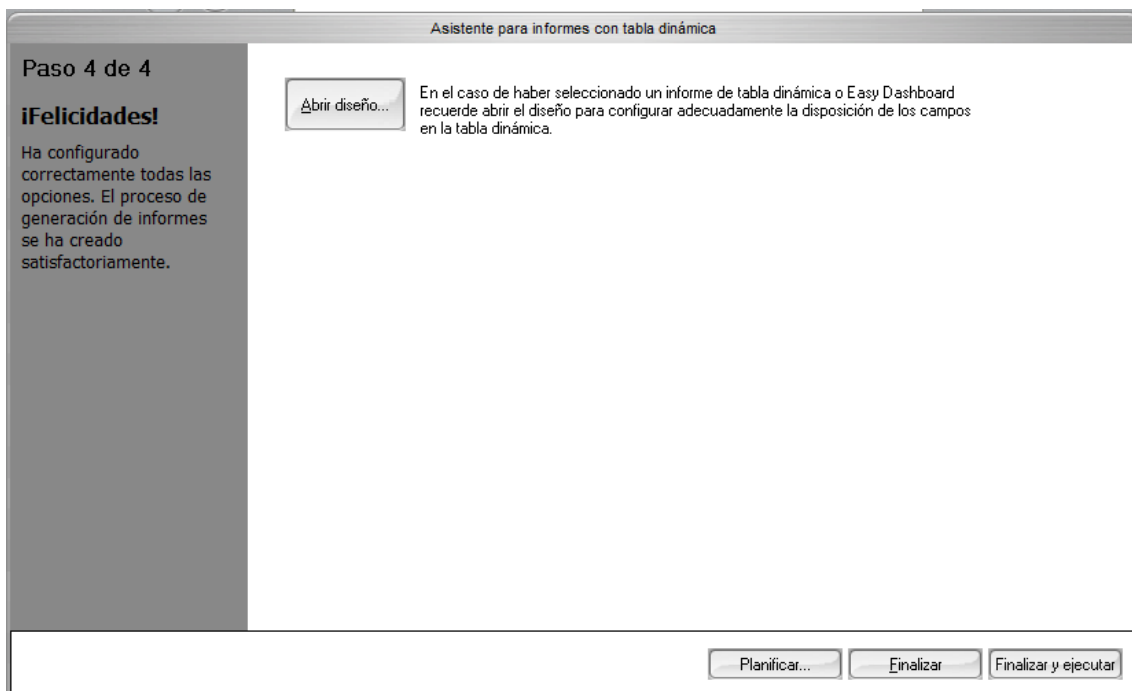 Asistente para informes con tabla dinámica
Paso 4 de 4
¡Felicidades!
Ha configurado
correctamente todas las
opciones. El proceso de
generación de informes
se ha creado
satisfactoriamente.
Abrir diseño...
En el caso de haber seleccionado un informe de tabla dinámica o Easy Dashboard
recuerde abrir el diseño para configurar adecuadamente la disposición de los campos
en la tabla dinámica.
Planificar...
Finalizar
Finalizar y ejecutar